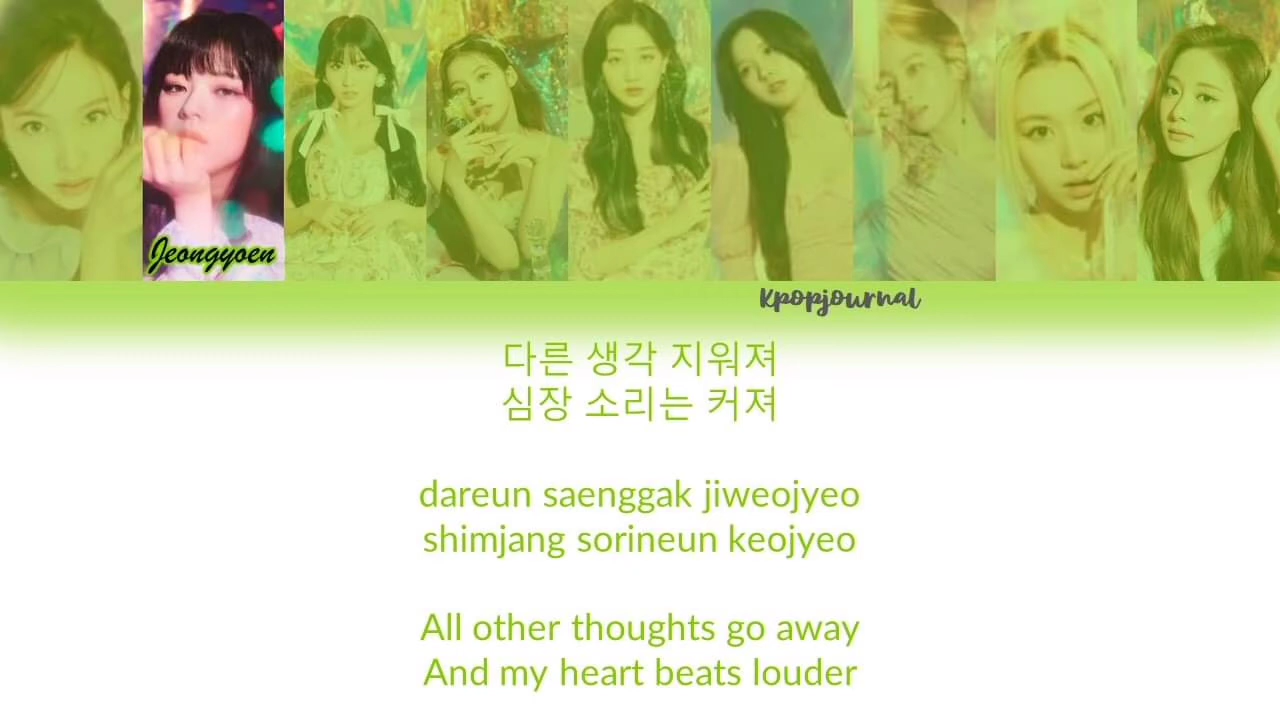 Jeongyoen
Kpopjournal
다른 생각 지워져
심장 소리는 커져
dareun saenggak jiweojyeo
shimjang sorineun keojyeo
All other thoughts go away
And my heart beats louder